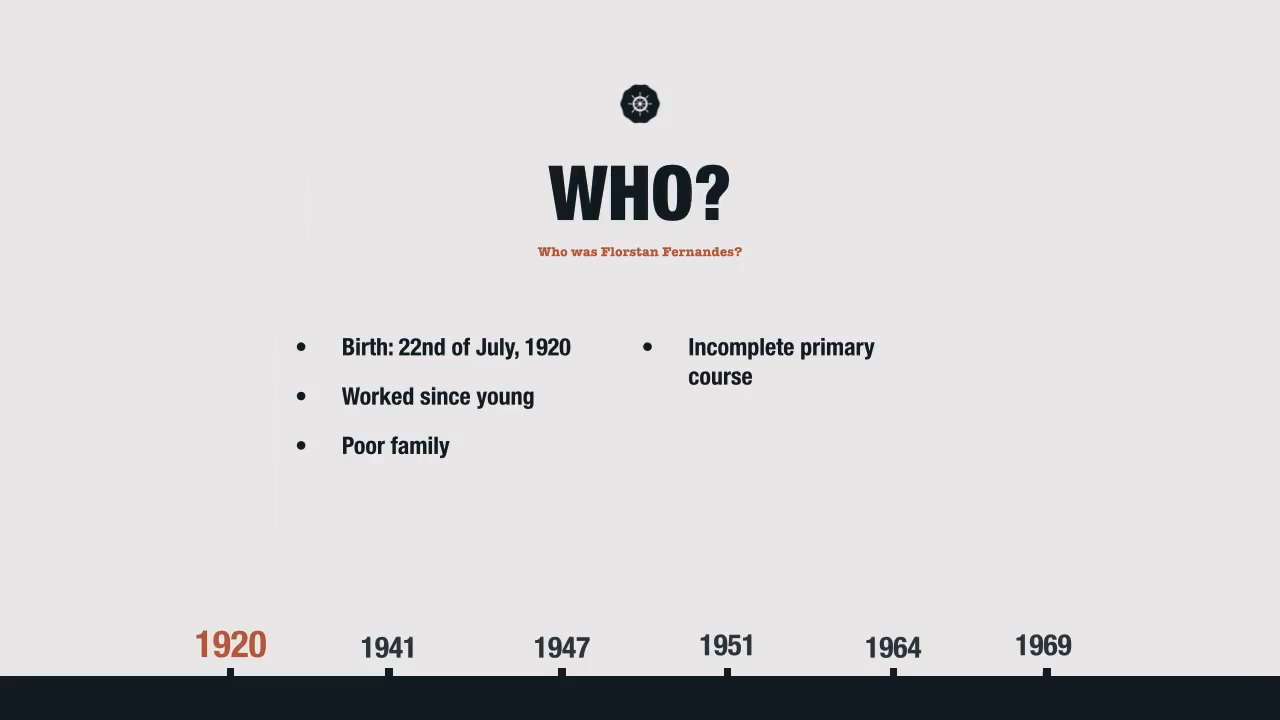 WHO?
Who was Florstan Fernandes?
• Birth: 22nd of July, 1920
• Worked since young
• Poor family
• Incomplete primary
course
1920 1941 1947 1951 1964 1969